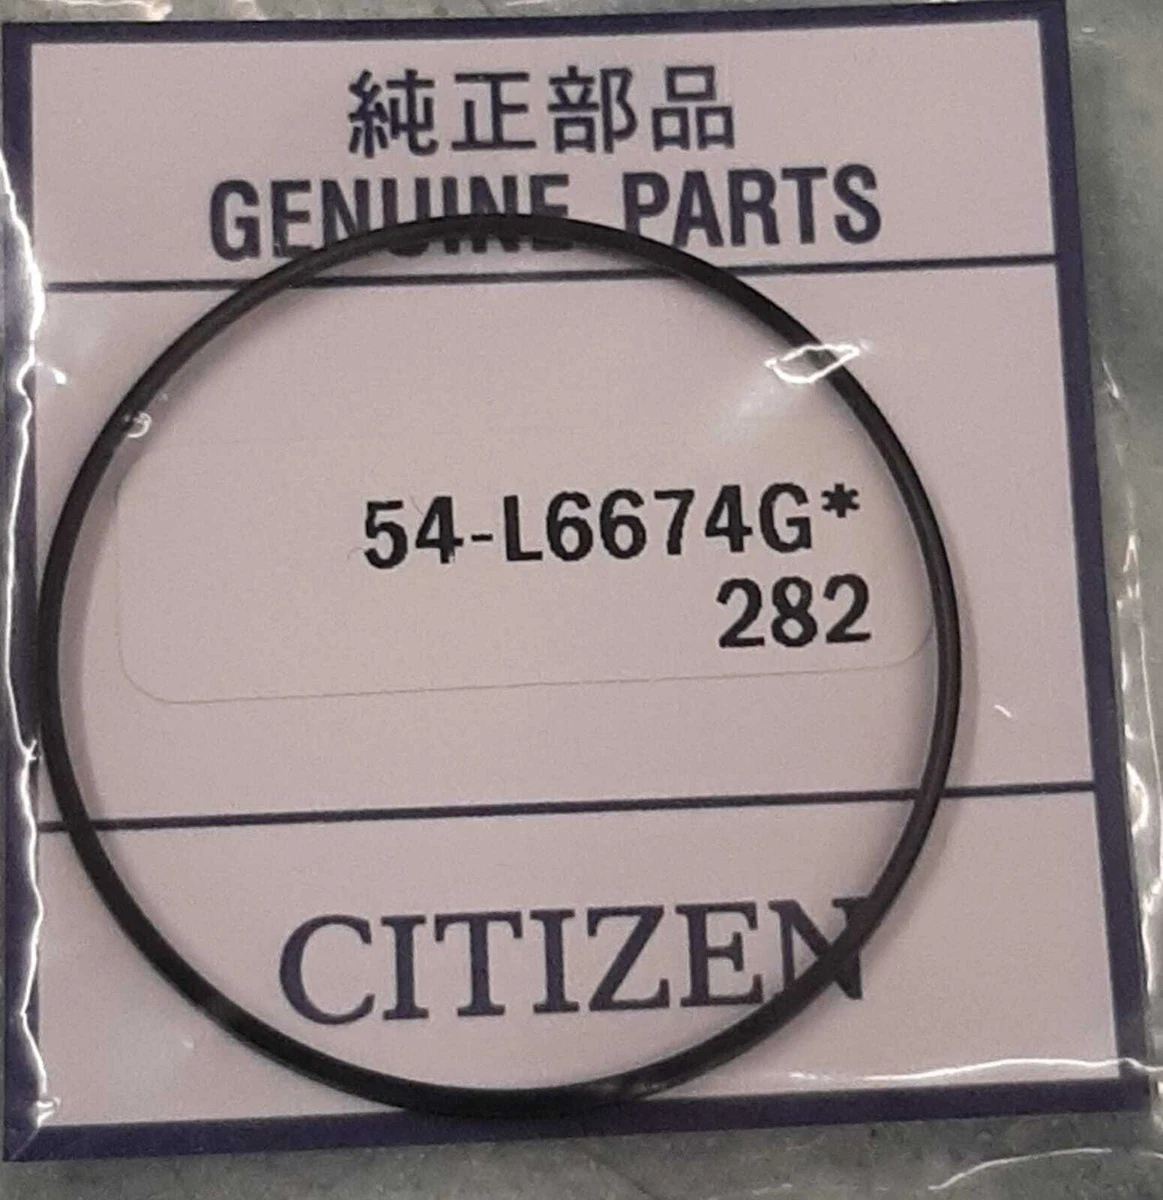 純正部品
GENUINE PARTS
54-L6674G*
282
CITIZEN